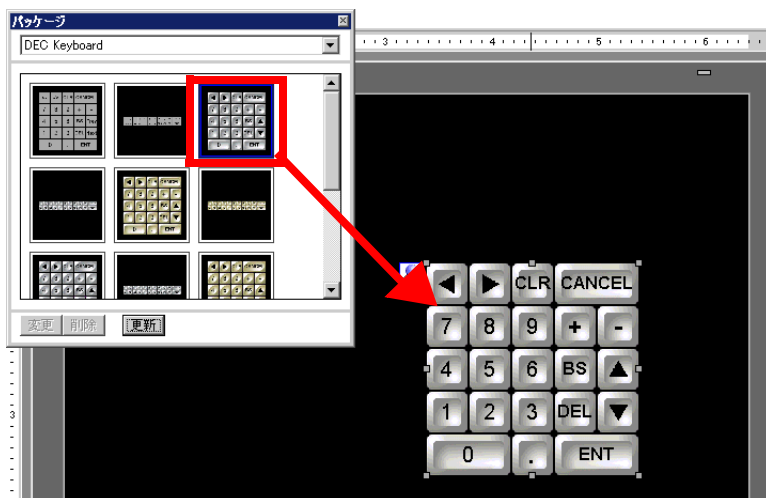 パッケージ
DEC Keyboard
変更 削除 更新
3 4 5 6
3
CLR CANCEL
7 8 9 + -
4 5 6 BS
1 2 3 DEL
0 . ENT